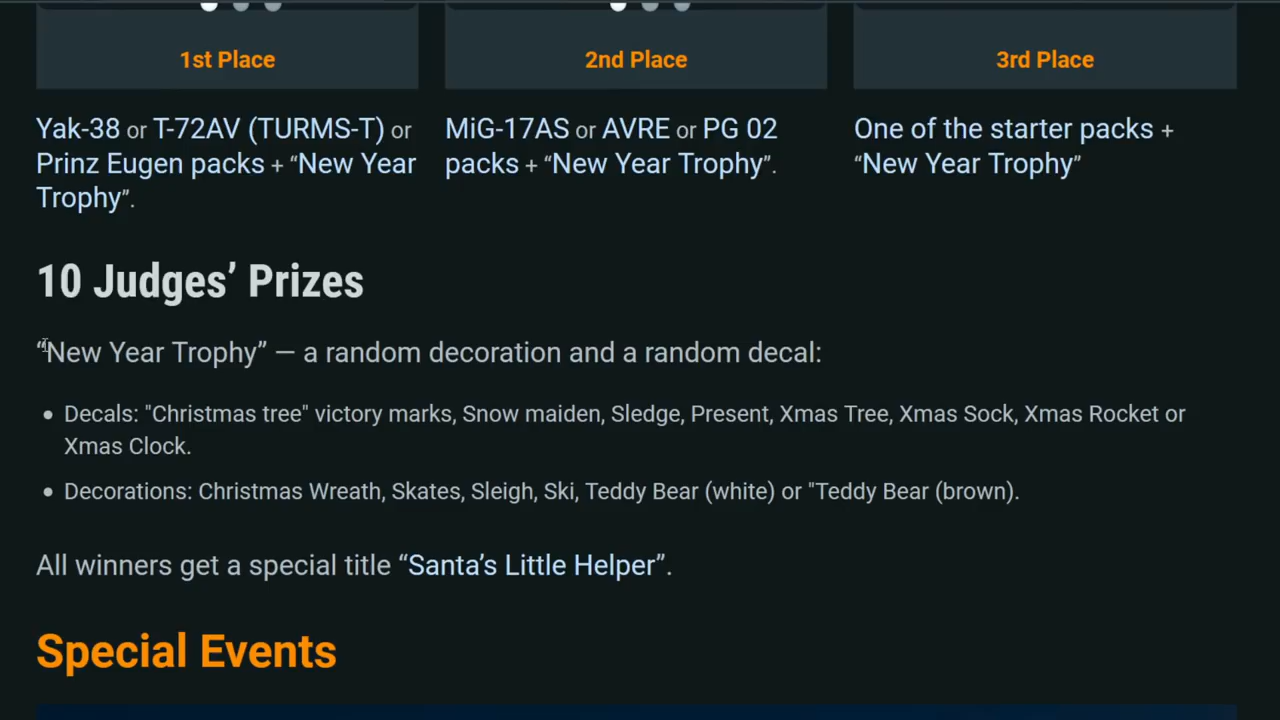 1st Place
2nd Place
3rd Place
Yak-38 or T-72AV (TURMS-T) or
Prinz Eugen packs + “New Year
Trophy”.
MiG-17AS or AVRE or PG 02
packs + “New Year Trophy”.
One of the starter packs +
“New Year Trophy”
10 Judges’ Prizes
“New Year Trophy” — a random decoration and a random decal:
Decals: "Christmas tree" victory marks, Snow maiden, Sledge, Present, Xmas Tree, Xmas Sock, Xmas Rocket or
Xmas Clock.
Decorations: Christmas Wreath, Skates, Sleigh, Ski, Teddy Bear (white) or "Teddy Bear (brown).
All winners get a special title “Santa’s Little Helper”.
Special Events